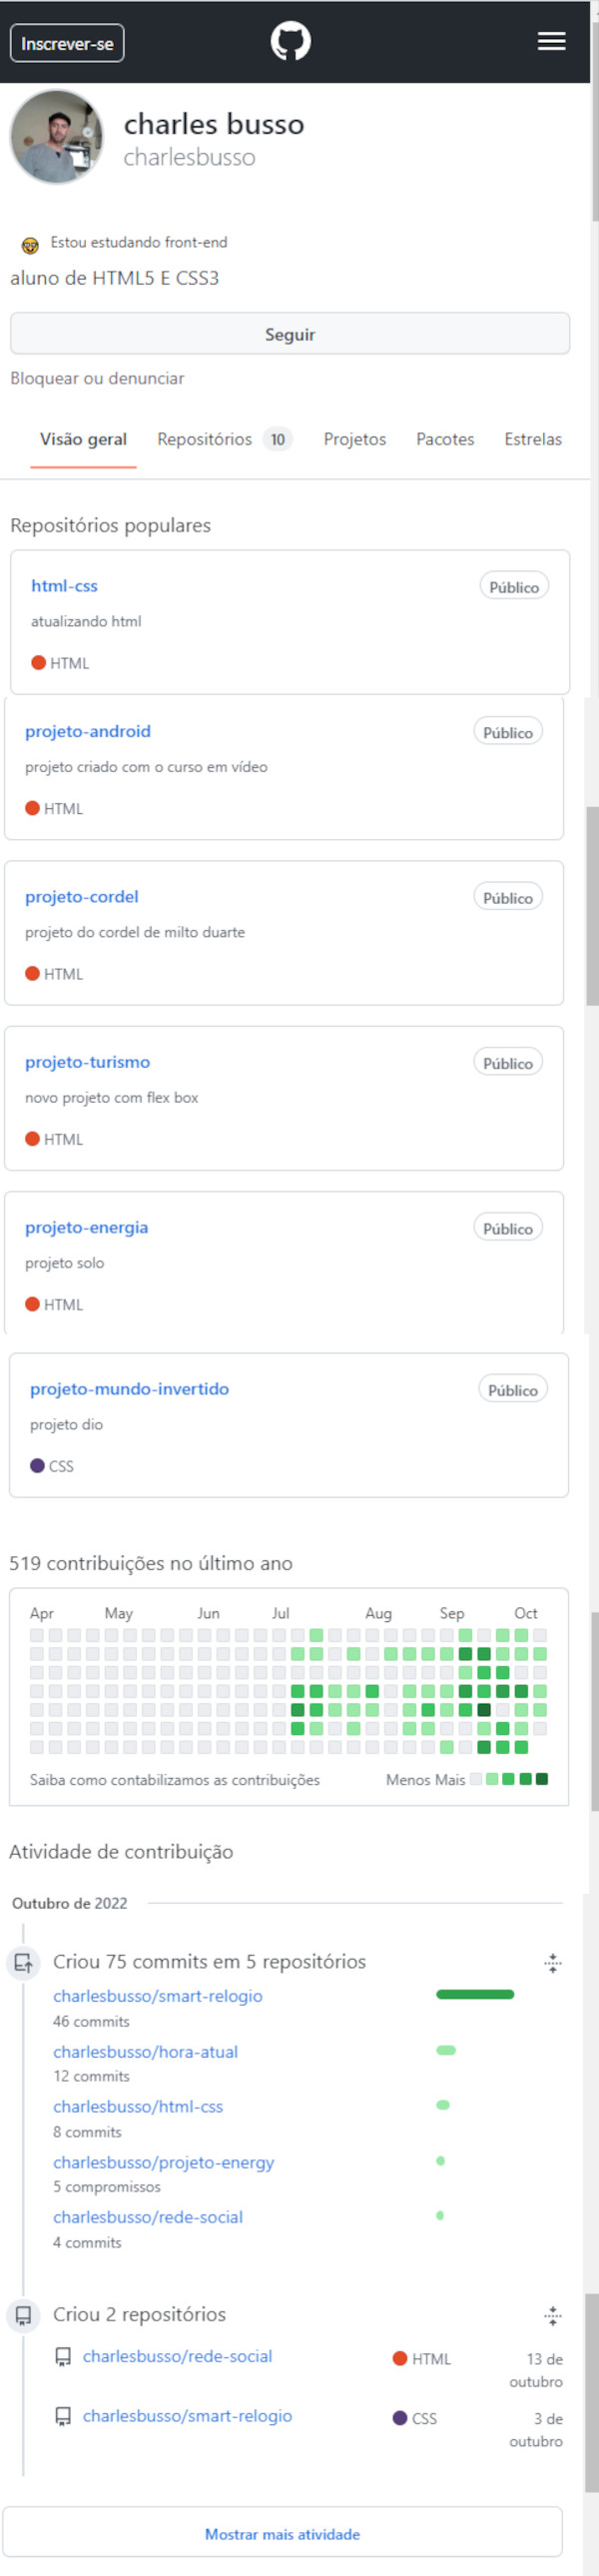 Inscrever-se
charles busso
charlesbusso
Estou estudando front-end
aluno de HTML5 E CSS3
Seguir
Bloquear ou denunciar
Visão geral Repositórios 10 Projetos Pacotes Estrelas
Repositórios populares
html-css Público
atualizando html
HTML
projeto-android Público
projeto criado com o curso em vídeo
HTML
projeto-cordel Público
projeto do cordel de milto duarte
HTML
projeto-turismo Público
novo projeto com flex box
HTML
projeto-energia Público
projeto solo
HTML
projeto-mundo-invertido Público
projeto dio
CSS
519 contribuições no último ano
Apr May Jun Jul Aug Sep Oct
Saiba como contabilizamos as contribuições Menos Mais
Atividade de contribuição
Outubro de 2022
Criou 75 commits em 5 repositórios
charlesbusso/smart-relogio
46 commits
charlesbusso/hora-atual
12 commits
charlesbusso/html-css
8 commits
charlesbusso/projeto-energy
5 compromissos
charlesbusso/rede-social
4 commits
Criou 2 repositórios
charlesbusso/rede-social HTML 13 de
outubro
charlesbusso/smart-relogio CSS 3 de
outubro
Mostrar mais atividade